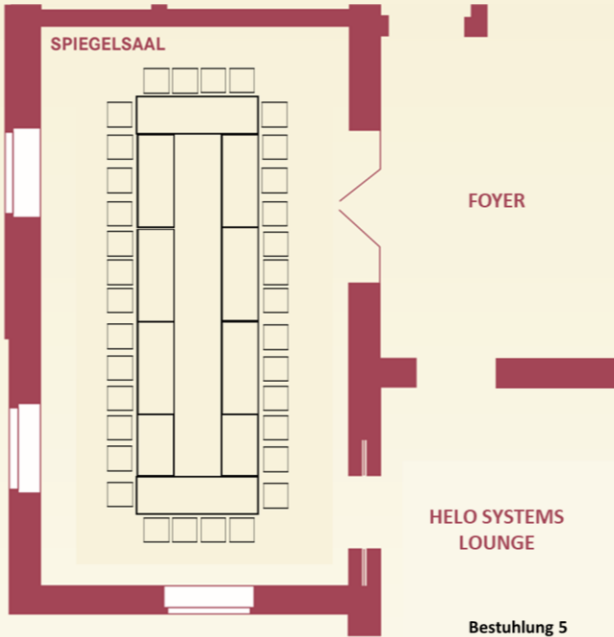 SPIEGELSAAL
FOYER
HELO SYSTEMS
LOUNGE
Bestuhlung 5